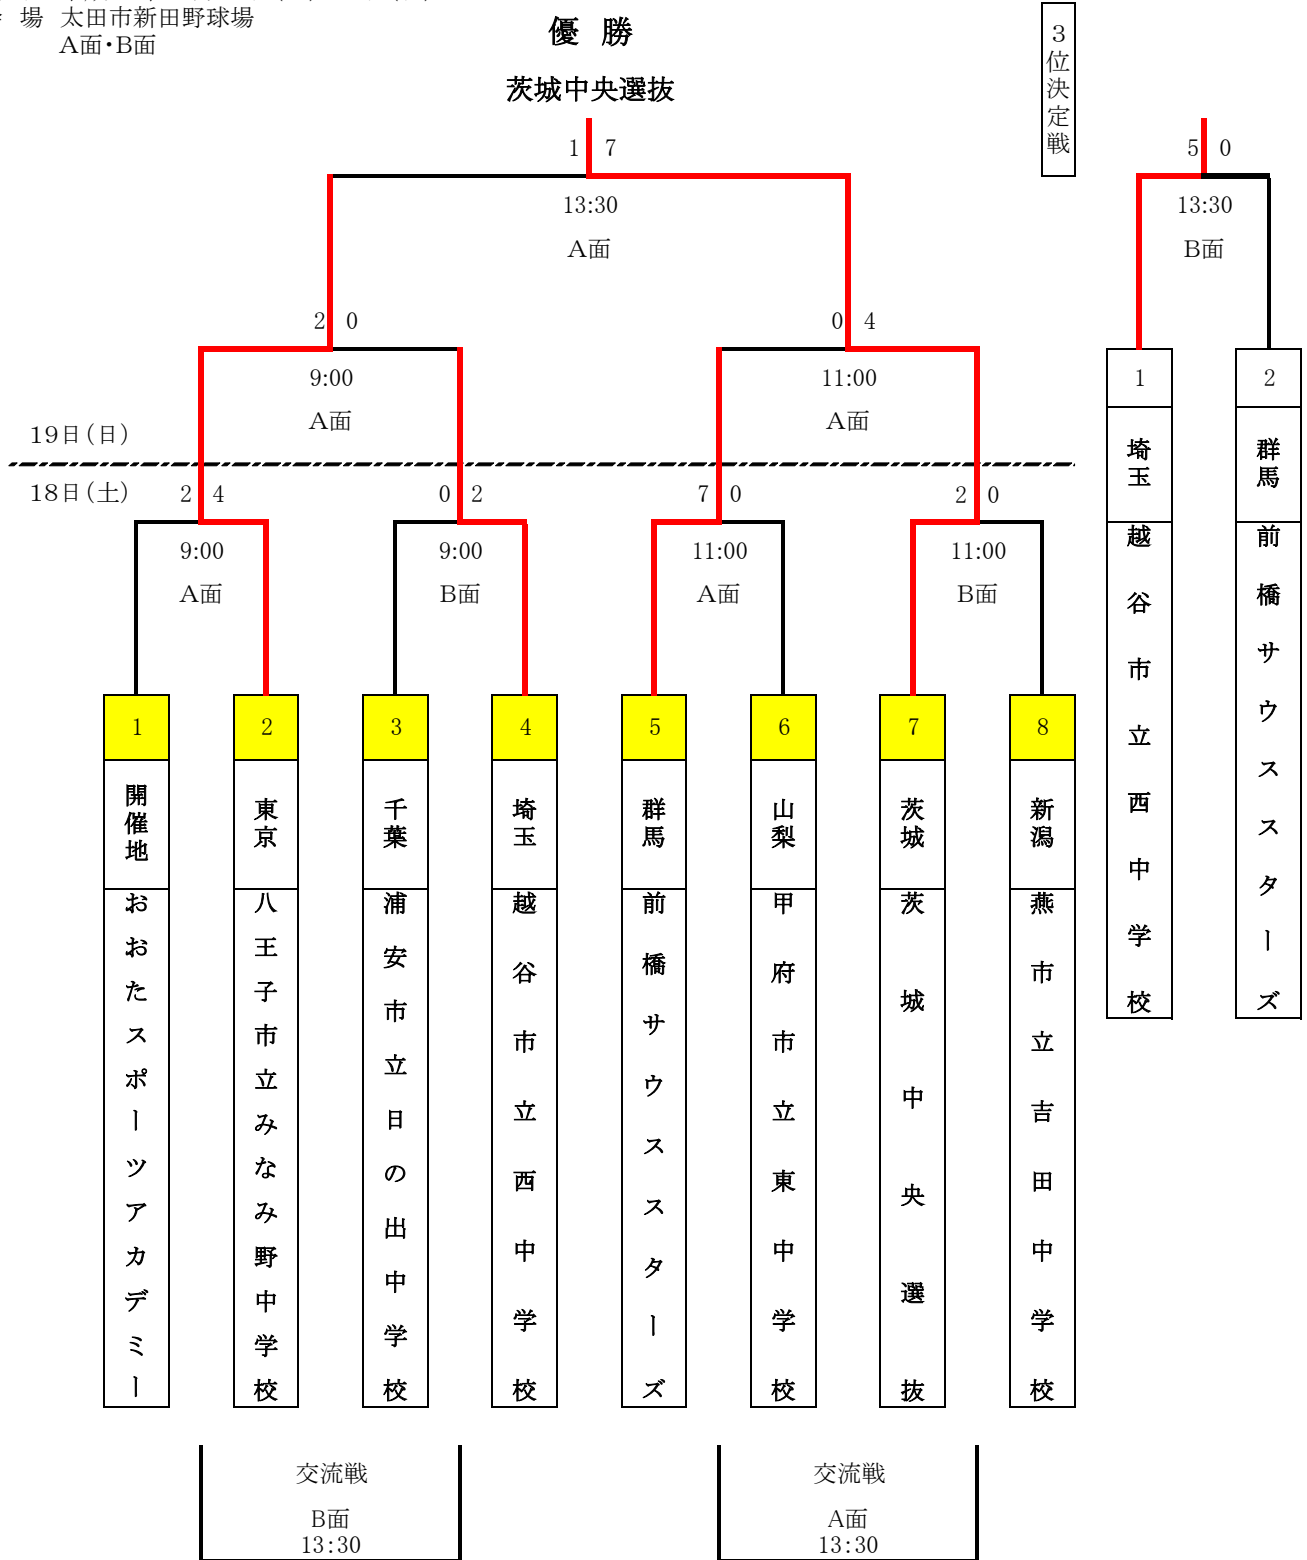 場 太田市新田野球場
A面・B面
優 勝
茨城中央選抜
3位決定戦
1 7
13:30
A面
5 0
13:30
B面
2 0
9:00
A面
0 4
11:00
A面
19日(日)
18日(土)
2 4
9:00
A面
0 2
9:00
B面
7 0
11:00
A面
2 0
11:00
B面
1
埼玉
越谷市立西中学校
2
群馬
前橋サウススターズ
1
開催地
おおたスポーツアカデミー
2
東京
八王子市立みなみ野中学校
3
千葉
浦安市立日の出中学校
4
埼玉
越谷市立西中学校
5
群馬
前橋サウススターズ
6
山梨
甲府市立東中学校
7
茨城
茨城中央選抜
8
新潟
燕市立吉田中学校
交流戦
B面
13:30
交流戦
A面
13:30